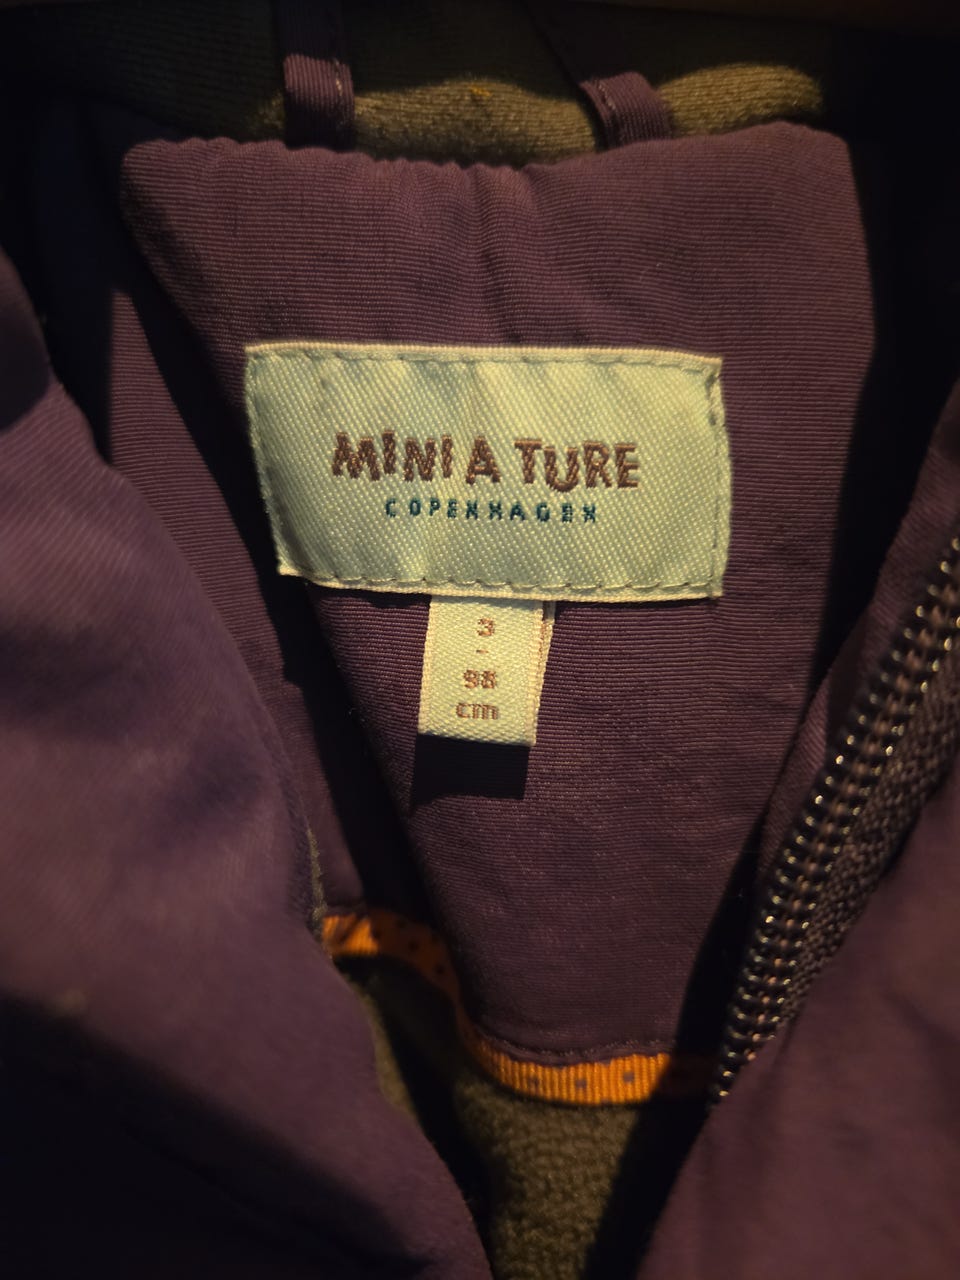 MINI A TURE
COPENHAGEN
3
-
98
cm